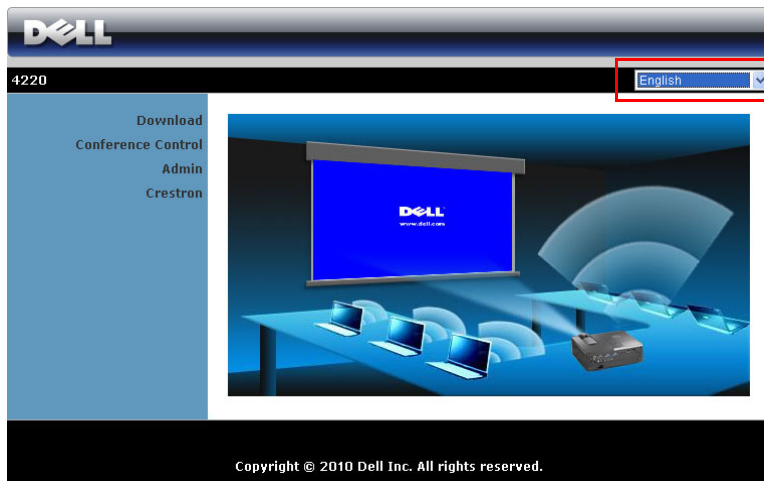 DELL
4220
English
Download
Conference Control
Admin
Crestron
DELL
www.dell.com
Copyright © 2010 Dell Inc. All rights reserved.